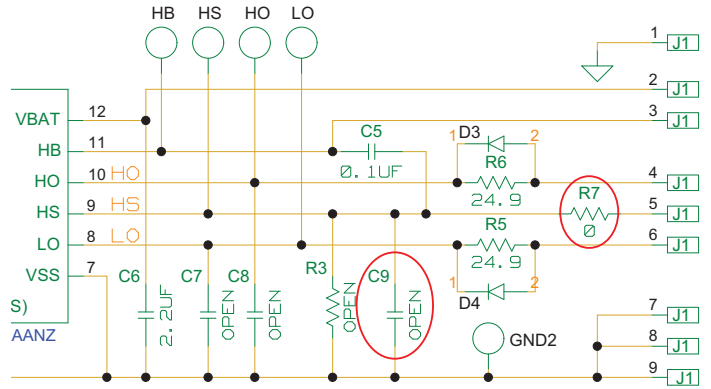 HB HS HO LO
1 J1
2 J1
VBAT 12
3 J1
C5
HB 11
D3
1 2
0.1UF
R6
HO 10 HO
4 J1
24.9
R7
HS 9 HS
5 J1
0
R5
LO 8 LO
6 J1
24.9
VSS 7
C6 C7 C8 R3 C9
1 2
D4
2.2UF OPEN OPEN OPEN OPEN
S)
7 J1
AANZ
GND2
8 J1
9 J1